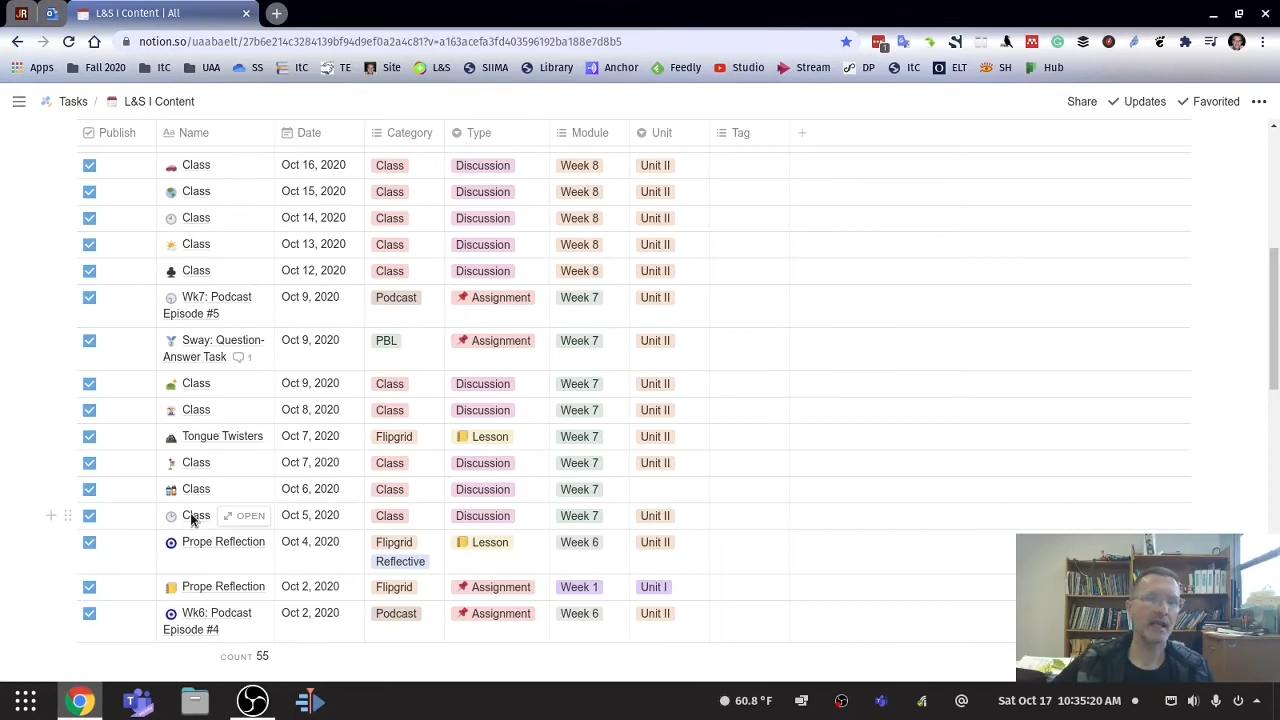 JR
L&S I Content | All
notion.so/uaabaelt/27b6e214c3284139bf94d9ef0a2a4c81?v=a163acefa3fd403596192ba188e7d8b5
1
Apps Fall 2020 ItC UAA SS ItC TE Site L&S SIIMA Library Anchor Feedly Studio Stream DP ItC ELT SH Hub
Tasks / L&S I Content Share Updates Favorited
Publish Aa Name Date Category Type Module Unit Tag
Class Oct 16, 2020 Class Discussion Week 8 Unit II
Class Oct 15, 2020 Class Discussion Week 8 Unit II
Class Oct 14, 2020 Class Discussion Week 8 Unit II
Class Oct 13, 2020 Class Discussion Week 8 Unit II
Class Oct 12, 2020 Class Discussion Week 8 Unit II
Wk7: Podcast Oct 9, 2020 Podcast Assignment Week 7 Unit II
Episode #5
Sway: Question- Oct 9, 2020 PBL Assignment Week 7 Unit II
Answer Task 1
Class Oct 9, 2020 Class Discussion Week 7 Unit II
Class Oct 8, 2020 Class Discussion Week 7 Unit II
Tongue Twisters Oct 7, 2020 Flipgrid Lesson Week 7 Unit II
Class Oct 7, 2020 Class Discussion Week 7 Unit II
Class Oct 6, 2020 Class Discussion Week 7
Class OPEN Oct 5, 2020 Class Discussion Week 7 Unit II
Prope Reflection Oct 4, 2020 Flipgrid Lesson Week 6 Unit II
Reflective
Prope Reflection Oct 2, 2020 Flipgrid Assignment Week 1 Unit I
Wk6: Podcast Oct 2, 2020 Podcast Assignment Week 6 Unit II
Episode #4
COUNT 55
60.8 °F Sat Oct 17 10:35:20 AM